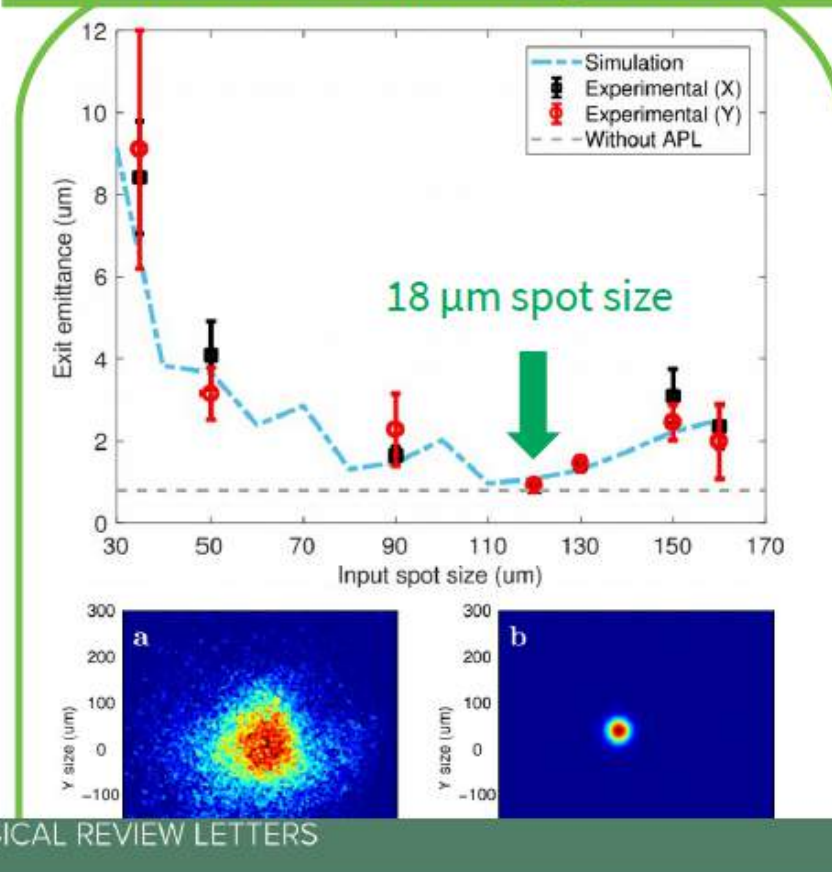 12
10
8
6
4
2
0
Exit emittance (um)
Simulation
Experimental (X)
Experimental (Y)
Without APL
18 µm spot size
30 50 70 90 110 130 150 170
Input spot size (um)
300
200
100
0
−100
Y size (um)
a
300
200
100
0
−100
Y size (um)
b
SICAL REVIEW LETTERS